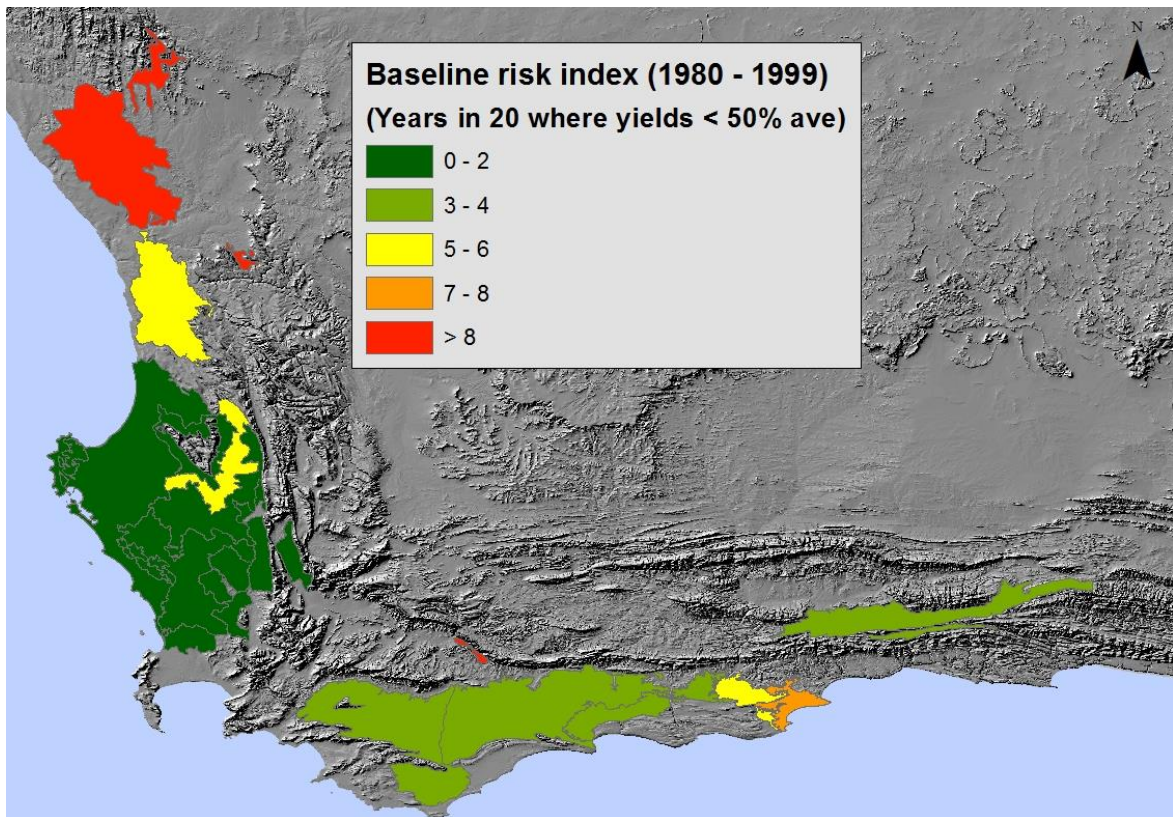 N
Baseline risk index (1980 - 1999)
(Years in 20 where yields < 50% ave)
0 - 2
3 - 4
5 - 6
7 - 8
> 8